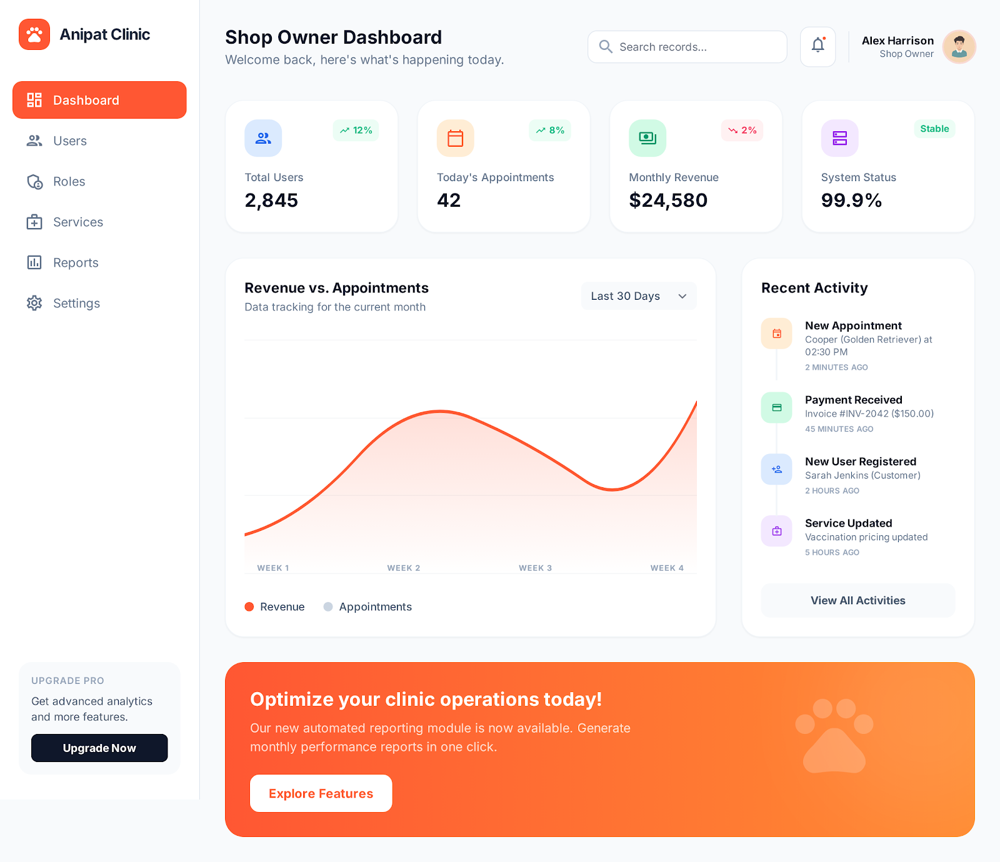 Anipat Clinic
Dashboard
Users
Roles
Services
Reports
Settings
UPGRADE PRO
Get advanced analytics
and more features.
Upgrade Now
Shop Owner Dashboard
Welcome back, here's what's happening today.
Search records...
Alex Harrison
Shop Owner
12%
Total Users
2,845
8%
Today's Appointments
42
2%
Monthly Revenue
$24,580
Stable
System Status
99.9%
Revenue vs. Appointments
Data tracking for the current month
Last 30 Days
WEEK 1
WEEK 2
WEEK 3
WEEK 4
Revenue
Appointments
Recent Activity
New Appointment
Cooper (Golden Retriever) at
02:30 PM
2 MINUTES AGO
Payment Received
Invoice #INV-2042 ($150.00)
45 MINUTES AGO
New User Registered
Sarah Jenkins (Customer)
2 HOURS AGO
Service Updated
Vaccination pricing updated
5 HOURS AGO
View All Activities
Optimize your clinic operations today!
Our new automated reporting module is now available. Generate
monthly performance reports in one click.
Explore Features